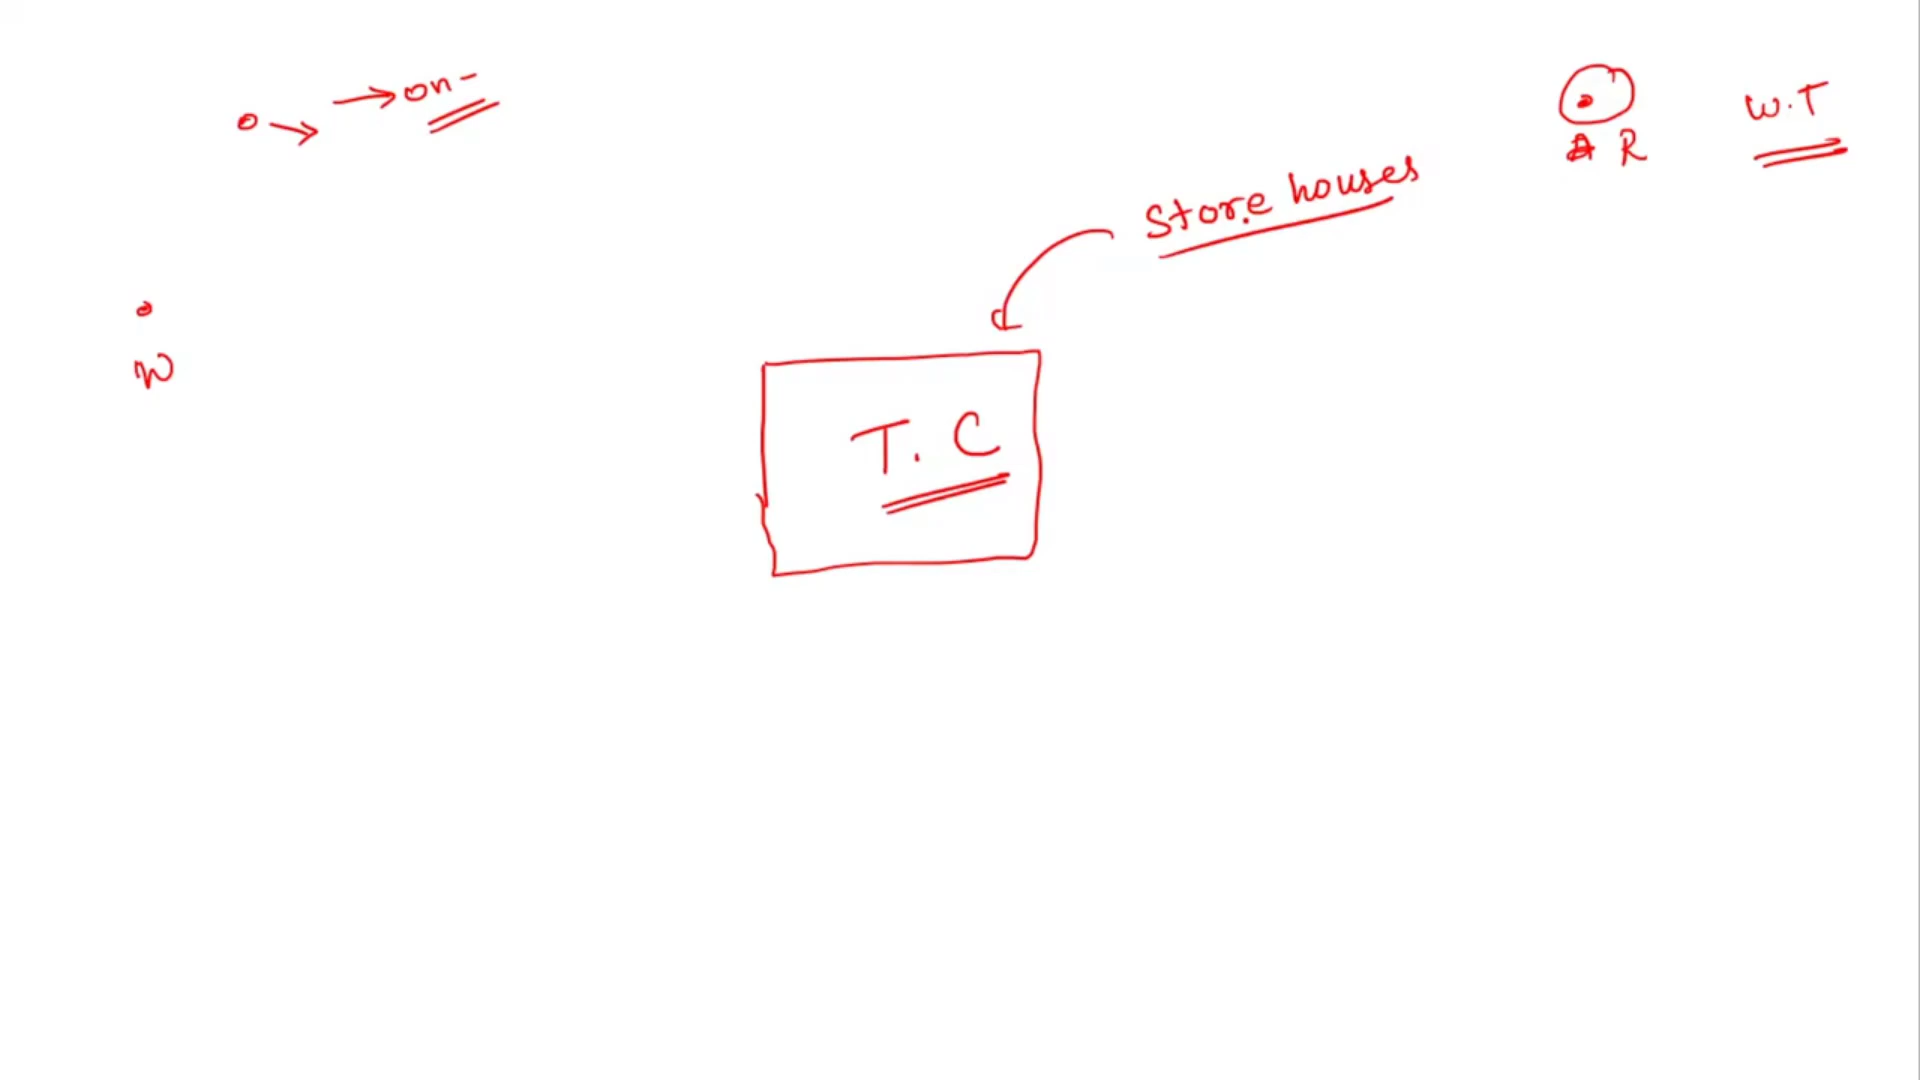 on-
W.T
R
Store houses
W
T. C